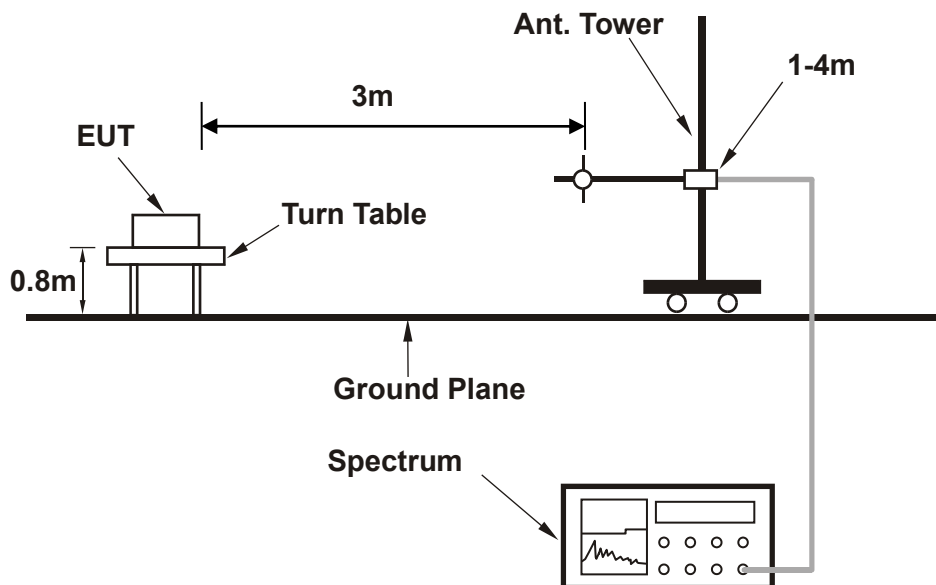 Ant. Tower
1-4m
3m
EUT
Turn Table
0.8m
Ground Plane
Spectrum